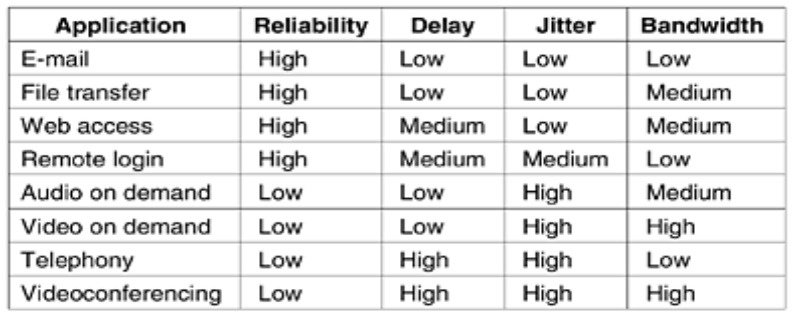 Application Reliability Delay Jitter Bandwidth
E-mail High Low Low Low
File transfer High Low Low Medium
Web access High Medium Low Medium
Remote login High Medium Medium Low
Audio on demand Low Low High Medium
Video on demand Low Low High High
Telephony Low High High Low
Videoconferencing Low High High High